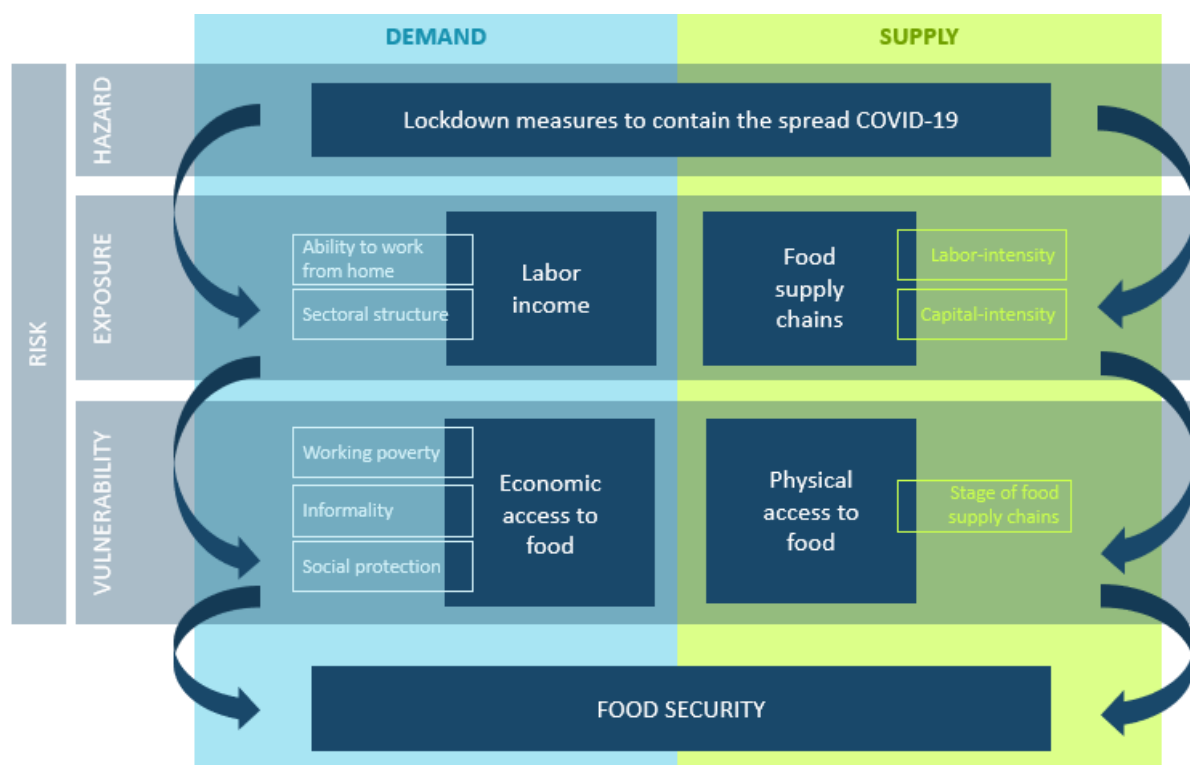 DEMAND
SUPPLY
RISK
HAZARD
Lockdown measures to contain the spread COVID-19
EXPOSURE
Ability to work
from home
Sectoral structure
Labor
income
Food
supply
chains
Labor-intensity
Capital-intensity
VULNERABILITY
Working poverty
Informality
Social protection
Economic
access to
food
Physical
access to
food
Stage of food
supply chains
FOOD SECURITY